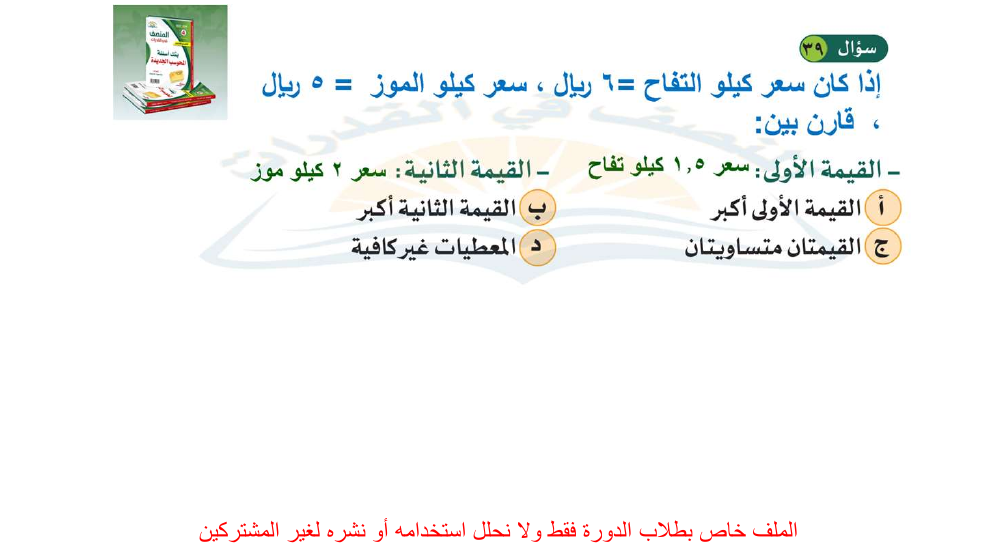 سؤال ٣٩
إذا كان سعر كيلو التفاح =٦ ريال ، سعر كيلو الموز = ٥ ريال
، قارن بين:
- القيمة الأولى: سعر ١,٥ كيلو تفاح - القيمة الثانية: سعر ٢ كيلو موز
أ القيمة الأولى أكبر ب القيمة الثانية أكبر
ج القيمتان متساويتان د المعطيات غير كافية
الملف خاص بطلاب الدورة فقط ولا نحلل استخدامه أو نشره لغير المشتركين